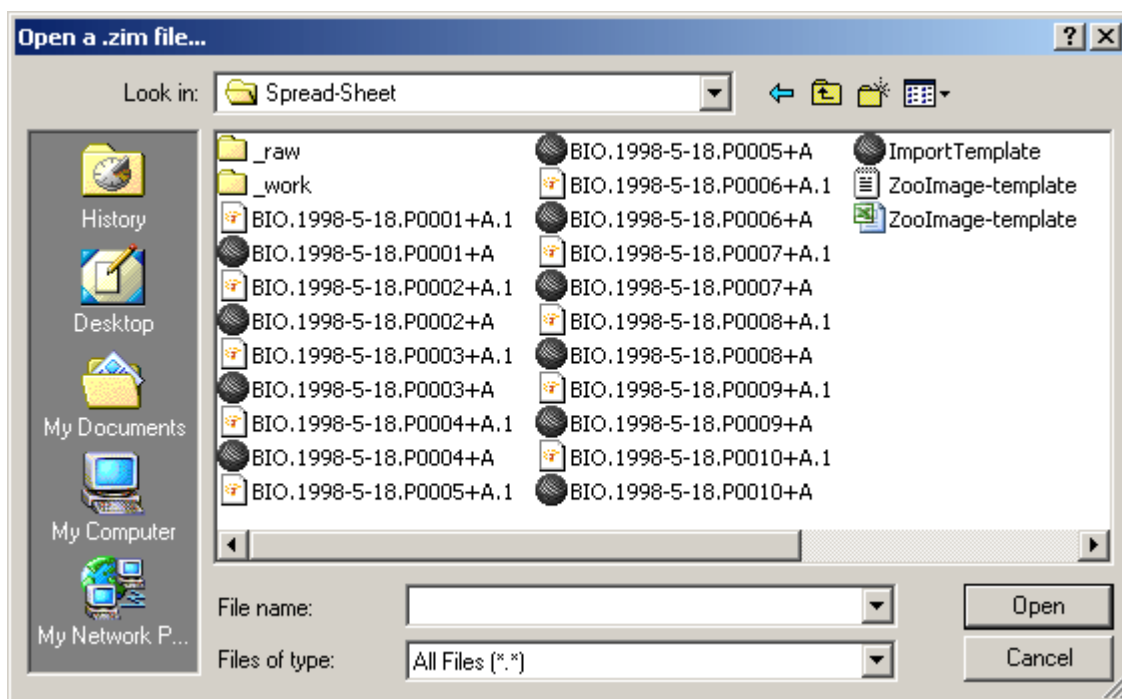 Open a .zim file...
Look in: Spread-Sheet
History
Desktop
My Documents
My Computer
My Network P...
_raw
_work
BIO.1998-5-18.P0001+A.1
BIO.1998-5-18.P0001+A
BIO.1998-5-18.P0002+A.1
BIO.1998-5-18.P0002+A
BIO.1998-5-18.P0003+A.1
BIO.1998-5-18.P0003+A
BIO.1998-5-18.P0004+A.1
BIO.1998-5-18.P0004+A
BIO.1998-5-18.P0005+A.1
BIO.1998-5-18.P0005+A
BIO.1998-5-18.P0006+A.1
BIO.1998-5-18.P0006+A
BIO.1998-5-18.P0007+A.1
BIO.1998-5-18.P0007+A
BIO.1998-5-18.P0008+A.1
BIO.1998-5-18.P0008+A
BIO.1998-5-18.P0009+A.1
BIO.1998-5-18.P0009+A
BIO.1998-5-18.P0010+A.1
BIO.1998-5-18.P0010+A
ImportTemplate
ZooImage-template
ZooImage-template
File name:
Open
Files of type: All Files (*.*)
Cancel